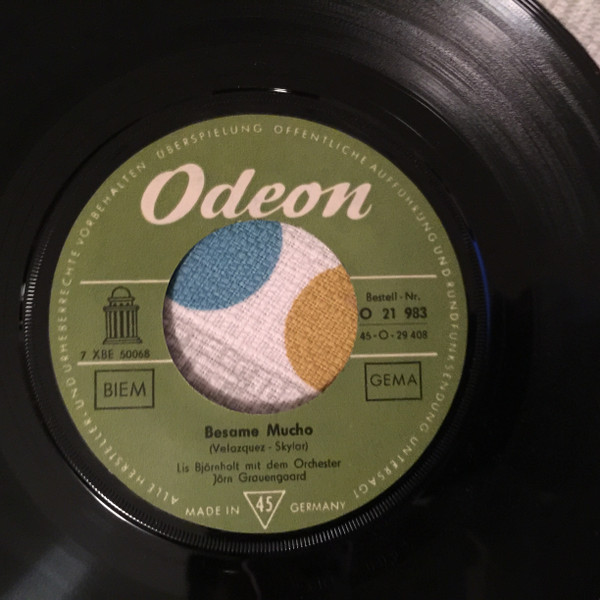 ALLE HERSTELLER- UND URHEBERRECHTE VORBEHALTEN ÜBERSPIELUNG ÖFFENTLICHE AUFFÜHRUNG UND RUNDFUNKSENDUNG UNTERSAGT
Odeon
Bestell-Nr.
O 21 983
45-O-29 408
7 XBE 50068
BIEM
GEMA
Besame Mucho
(Velazquez - Skylar)
Lis Björnholt mit dem Orchester
Jörn Grauengaard
MADE IN 45 GERMANY